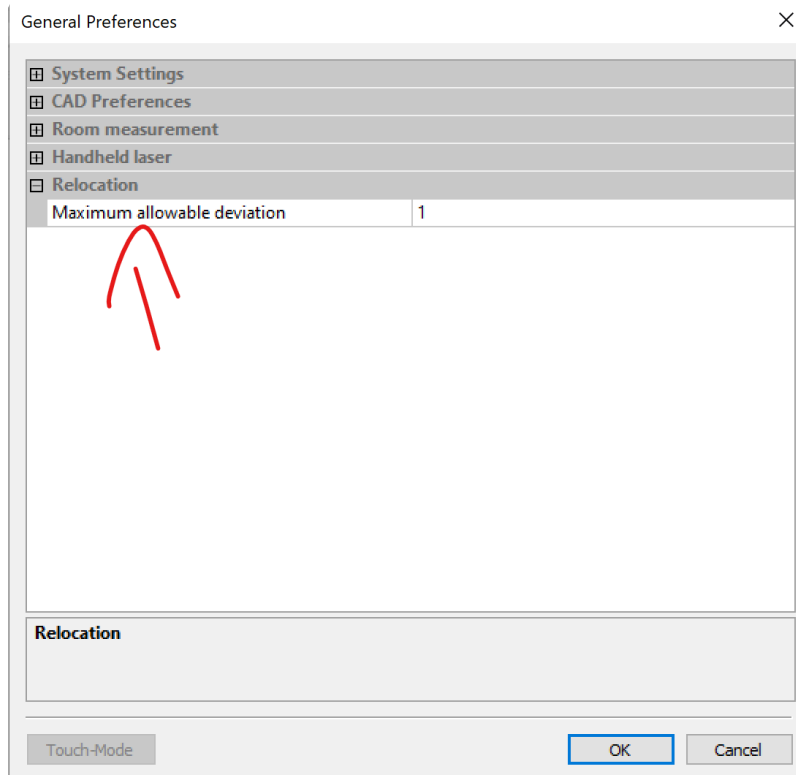 General Preferences
System Settings
CAD Preferences
Room measurement
Handheld laser
Relocation
Maximum allowable deviation 1
Relocation
Touch-Mode OK Cancel